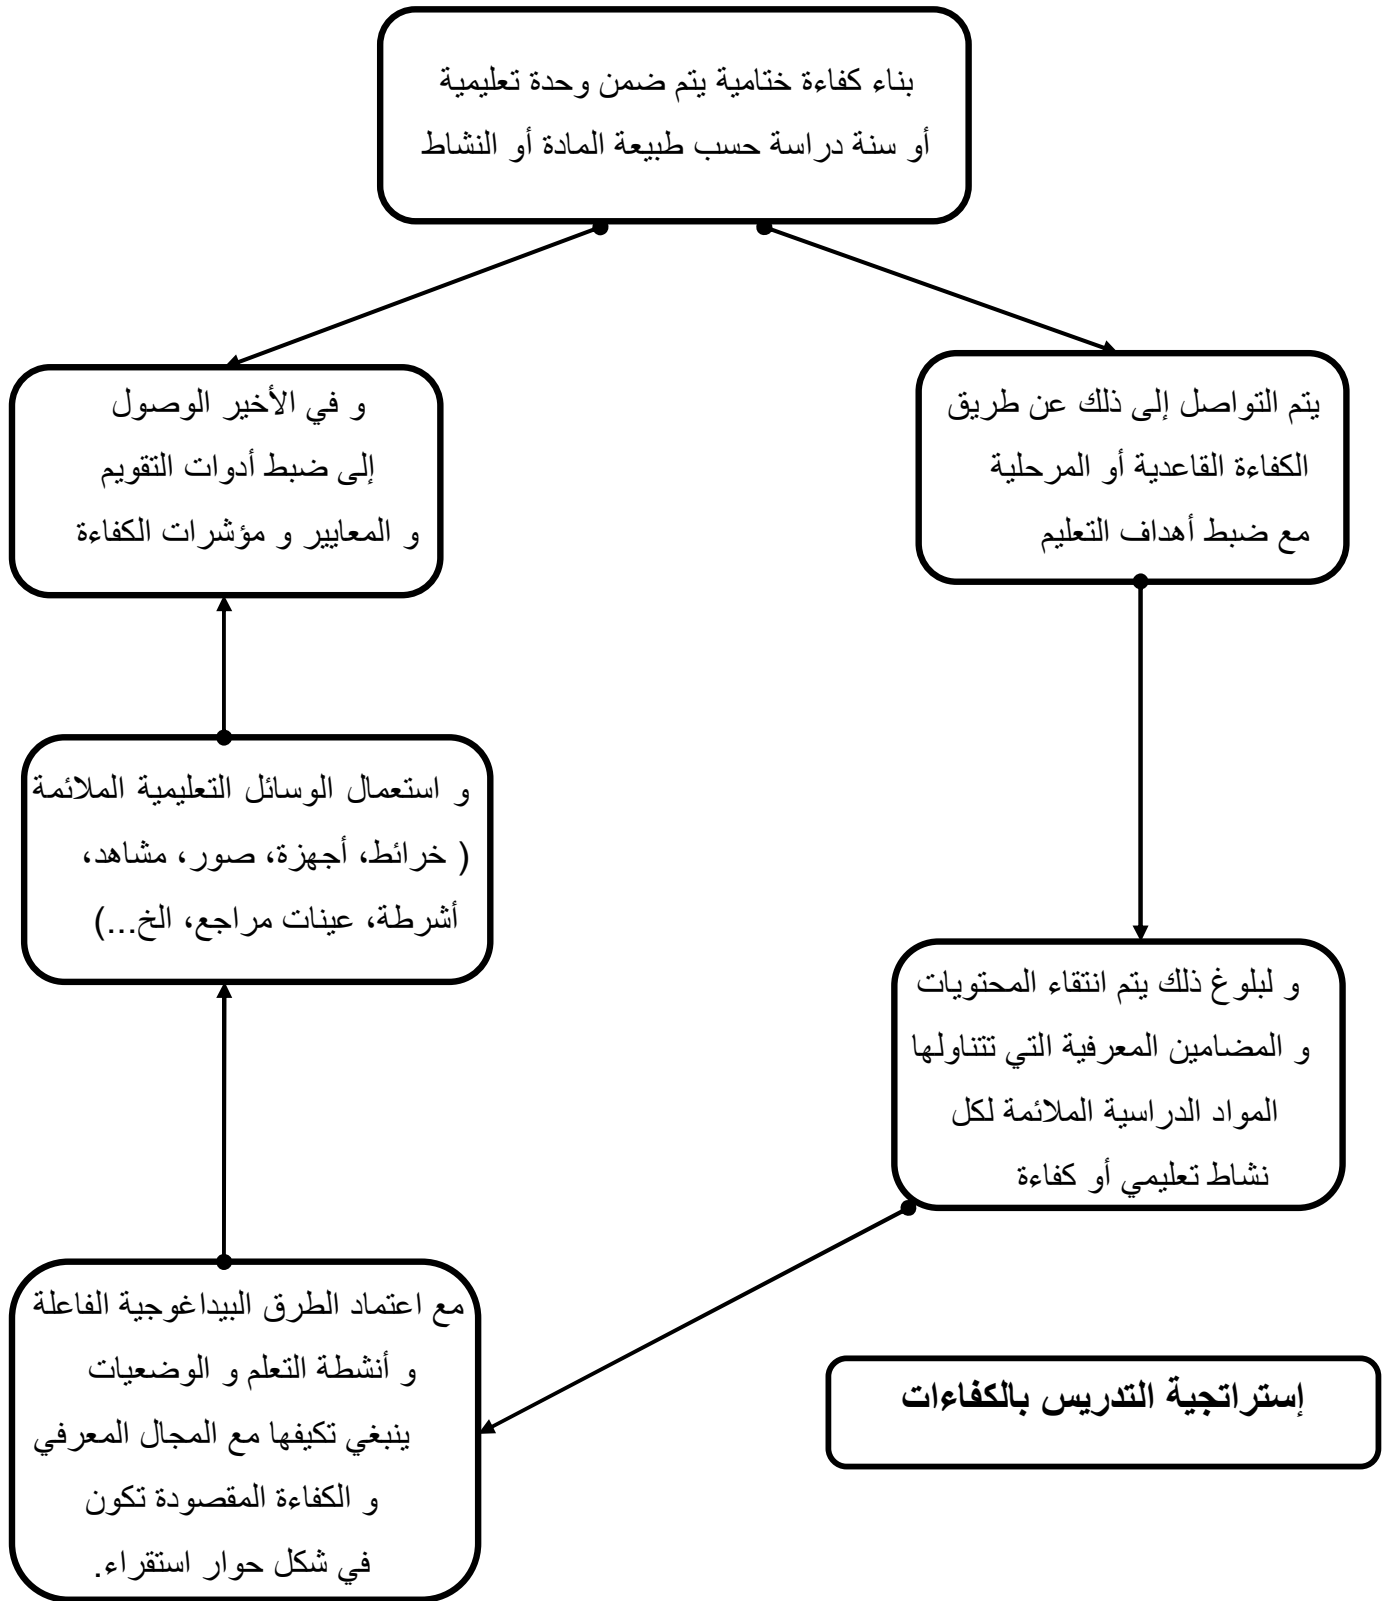 بناء كفاءة ختامية يتم ضمن وحدة تعليمية
أو سنة دراسة حسب طبيعة المادة أو النشاط
يتم التواصل إلى ذلك عن طريق
الكفاءة القاعدية أو المرحلية
مع ضبط أهداف التعليم
و لبلوغ ذلك يتم انتقاء المحتويات
و المضامين المعرفية التي تتناولها
المواد الدراسية الملائمة لكل
نشاط تعليمي أو كفاءة
مع اعتماد الطرق البيداغوجية الفاعلة
و أنشطة التعلم و الوضعيات
ينبغي تكيفها مع المجال المعرفي
و الكفاءة المقصودة تكون
في شكل حوار استقراء.
و استعمال الوسائل التعليمية الملائمة
( خرائط، أجهزة، صور، مشاهد،
أشرطة، عينات مراجع، الخ...)
و في الأخير الوصول
إلى ضبط أدوات التقويم
و المعايير و مؤشرات الكفاءة
إستراتجية التدريس بالكفاءات